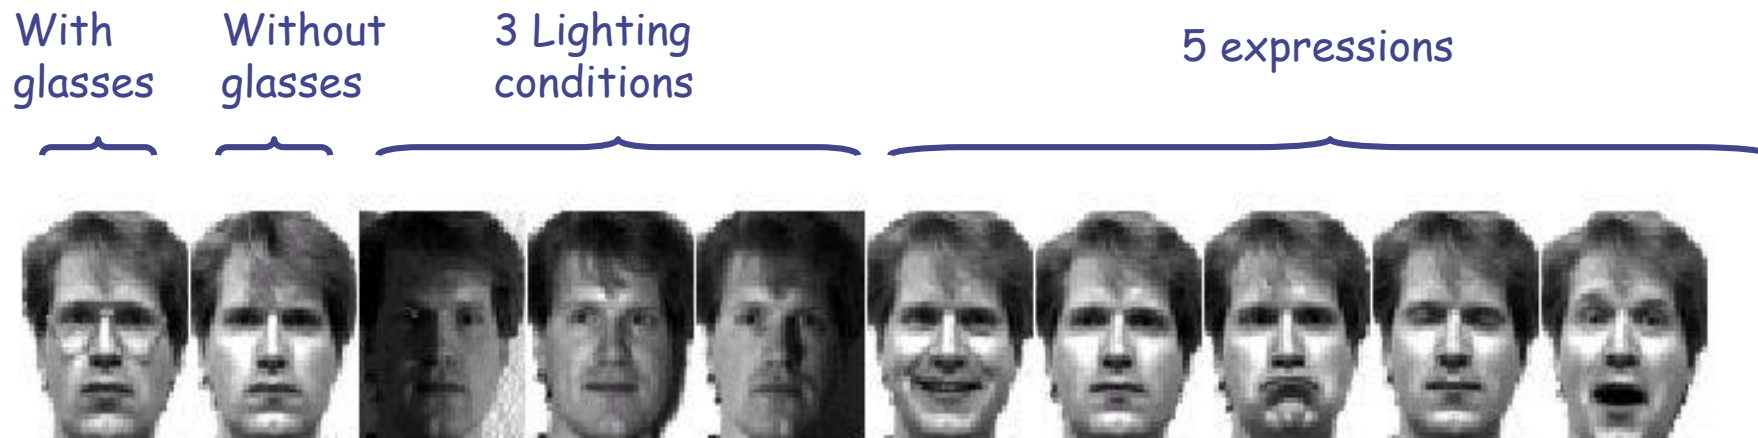 With
glasses
Without
glasses
3 Lighting
conditions
5 expressions